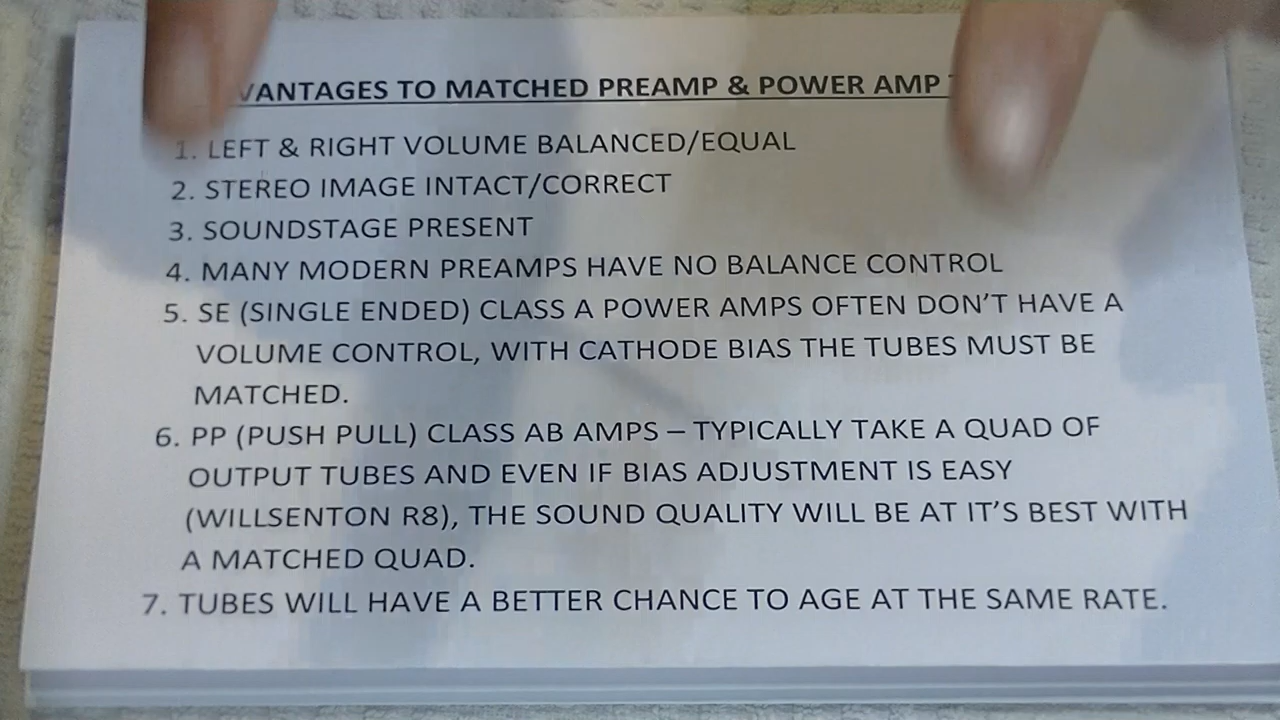 VANTAGES TO MATCHED PREAMP & POWER AMP
1. LEFT & RIGHT VOLUME BALANCED/EQUAL
2. STEREO IMAGE INTACT/CORRECT
3. SOUNDSTAGE PRESENT
4. MANY MODERN PREAMPS HAVE NO BALANCE CONTROL
5. SE (SINGLE ENDED) CLASS A POWER AMPS OFTEN DON'T HAVE A
VOLUME CONTROL, WITH CATHODE BIAS THE TUBES MUST BE
MATCHED.
6. PP (PUSH PULL) CLASS AB AMPS – TYPICALLY TAKE A QUAD OF
OUTPUT TUBES AND EVEN IF BIAS ADJUSTMENT IS EASY
(WILLSENTON R8), THE SOUND QUALITY WILL BE AT IT'S BEST WITH
A MATCHED QUAD.
7. TUBES WILL HAVE A BETTER CHANCE TO AGE AT THE SAME RATE.